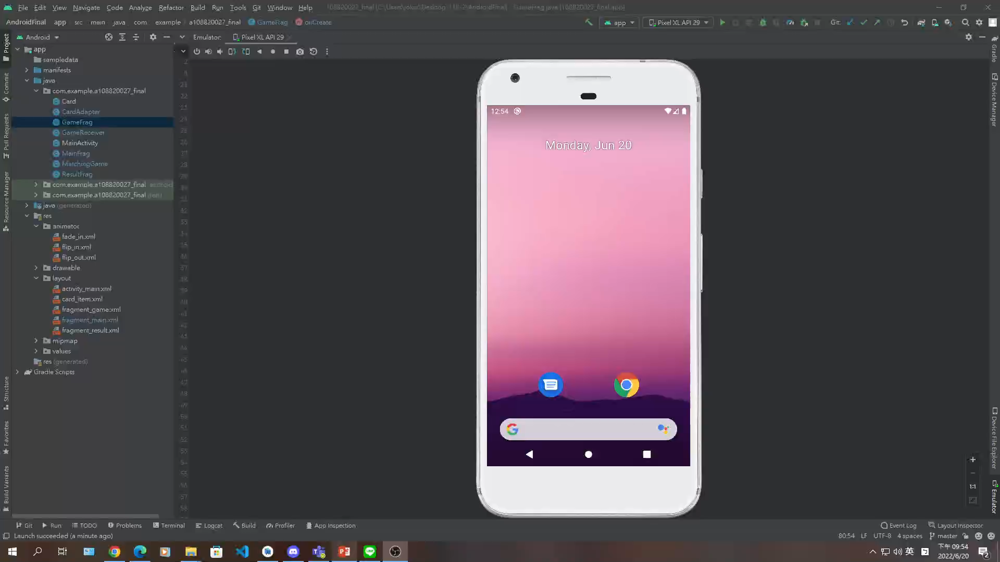 File Edit View Navigate Code Analyze Refactor Build Run Tools Git Window Help
AndroidFinal app src main java com example a108820027_final GameFrag onCreate
app Pixel XL API 29 Git:
Android Emulator: Pixel XL API 29
app
sampledata
manifests
java
com.example.a108820027_final
Card
CardAdapter
GameFrag
GameReceiver
MainActivity
MainFrag
MatchingGame
ResultFrag
com.example.a108820027_final
com.example.a108820027_final (test)
java (generated)
res
animator
fade_in.xml
flip_in.xml
flip_out.xml
drawable
layout
activity_main.xml
card_item.xml
fragment_game.xml
fragment_main.xml
fragment_result.xml
mipmap
values
res (generated)
Gradle Scripts
Project
Commit
Pull Requests
Resource Manager
Structure
Favorites
Build Variants
12:54
Monday, Jun 20
Gradle
Device Manager
Device File Explorer
Emulator
1:1
Git Run TODO Problems Terminal Logcat Build Profiler App Inspection Event Log Layout Inspector
Launch succeeded (a minute ago) 80:54 LF UTF-8 4 spaces master
英 下午 09:54
2022/6/20 2